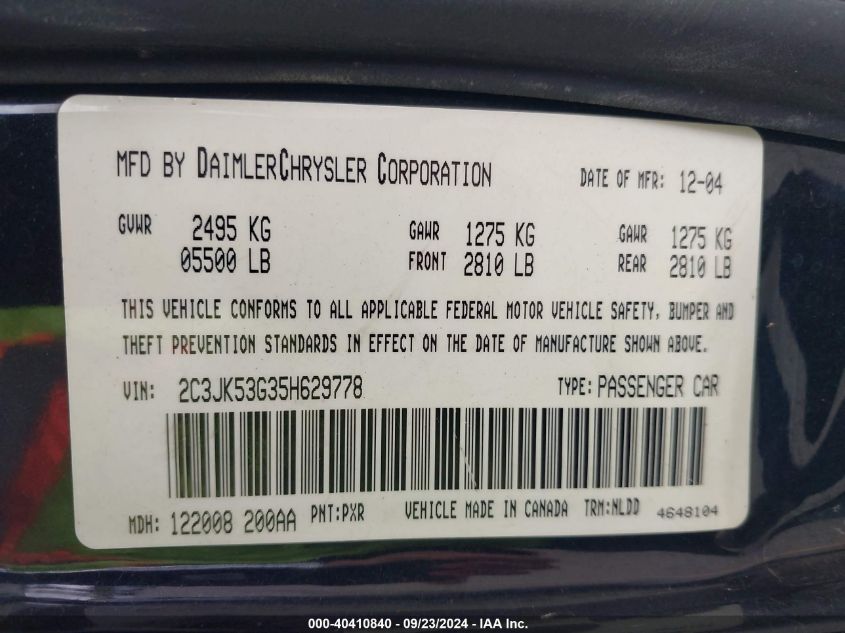 MFD BY DAIMLERCHRYSLER CORPORATION DATE OF MFR: 12-04
GVWR 2495 KG GAWR 1275 KG GAWR 1275 KG
05500 LB FRONT 2810 LB REAR 2810 LB
THIS VEHICLE CONFORMS TO ALL APPLICABLE FEDERAL MOTOR VEHICLE SAFETY, BUMPER AND
THEFT PREVENTION STANDARDS IN EFFECT ON THE DATE OF MANUFACTURE SHOWN ABOVE.
VIN: 2C3JK53G35H629778 TYPE: PASSENGER CAR
MDH: 122008 200AA PNT:PXR VEHICLE MADE IN CANADA TRM:NLDD 4648104
000-40410840 - 09/23/2024 - IAA Inc.